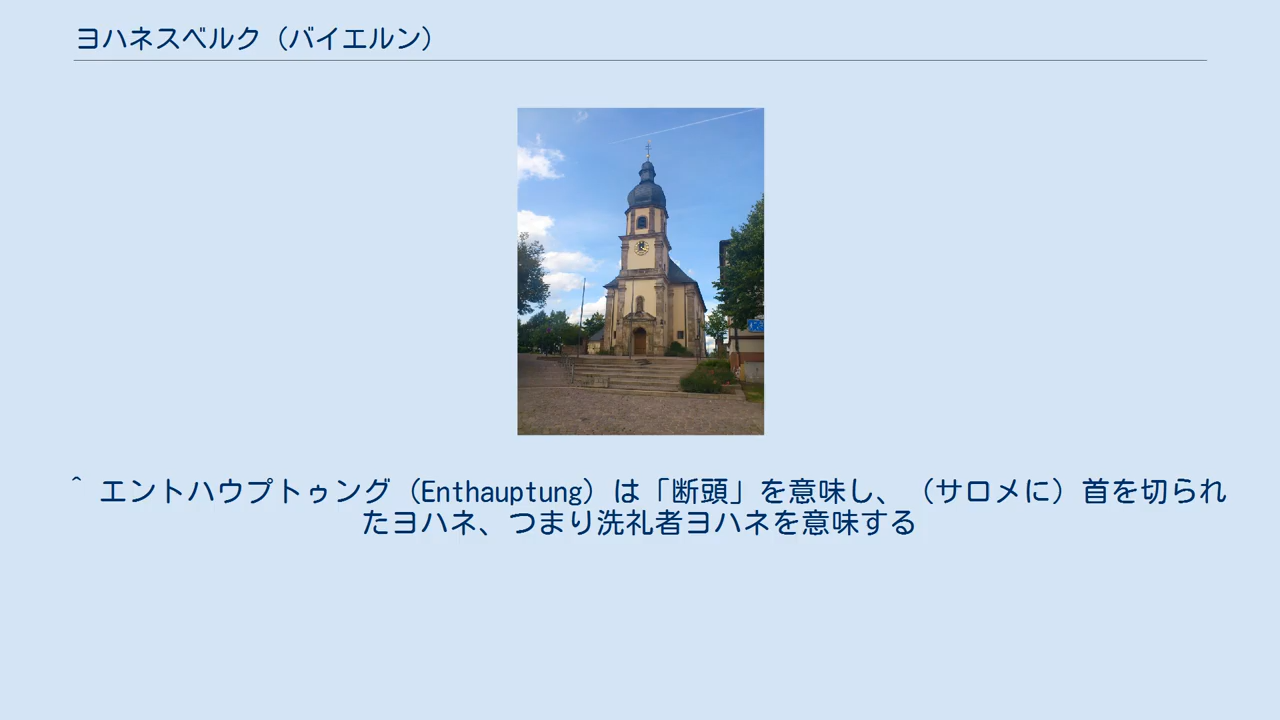 ヨハネスベルク（バイエルン）
^ エントハウプトゥング（Enthauptung）は「断頭」を意味し、（サロメに）首を切られ
たヨハネ、つまり洗礼者ヨハネを意味する